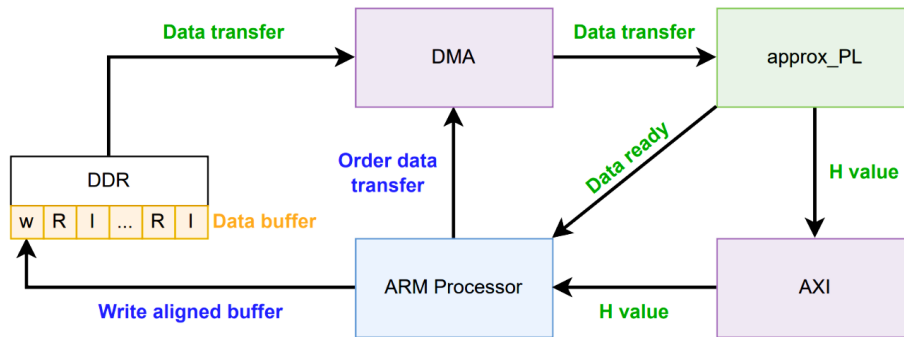 Data transfer
DMA
Data transfer
approx_PL
Order data
transfer
Data ready
H value
DDR
w R I ... R I
Data buffer
Write aligned buffer
ARM Processor
H value
AXI